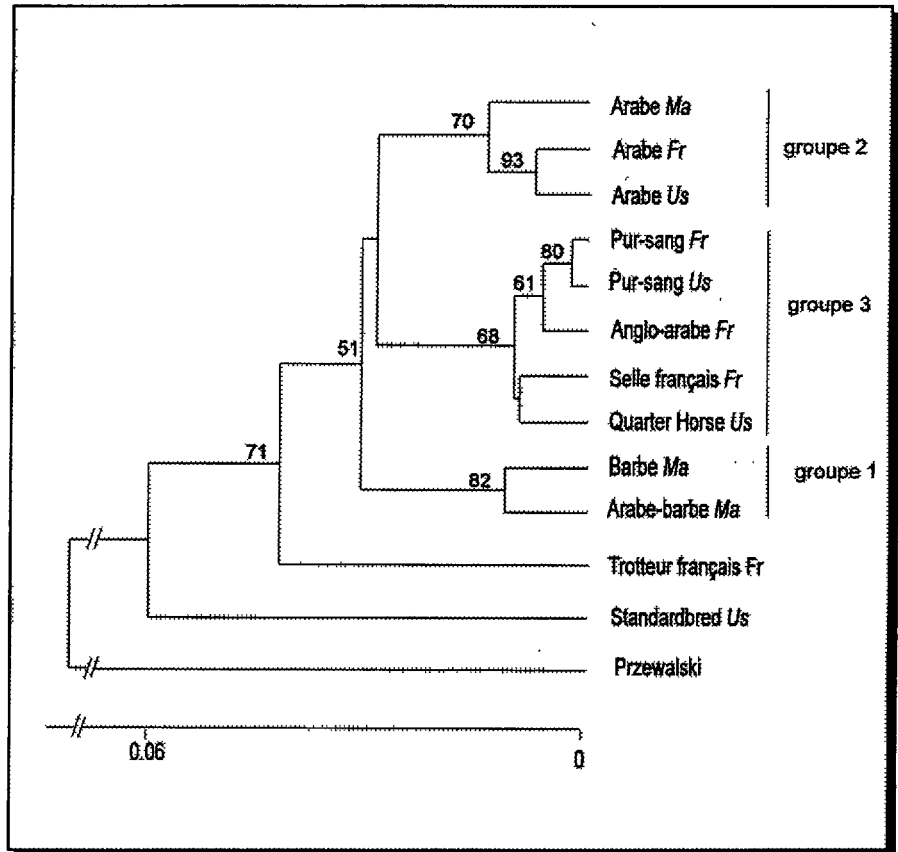 Arabe Ma
70
groupe 2
93
Arabe Fr
Arabe Us
Pur-sang Fr
80
Pur-sang Us
61
groupe 3
Anglo-arabe Fr
68
51
Selle français Fr
Quarter Horse Us
71
Barbe Ma
groupe 1
82
Arabe-barbe Ma
Trotteur français Fr
Standardbred Us
Przewalski
0.06
0